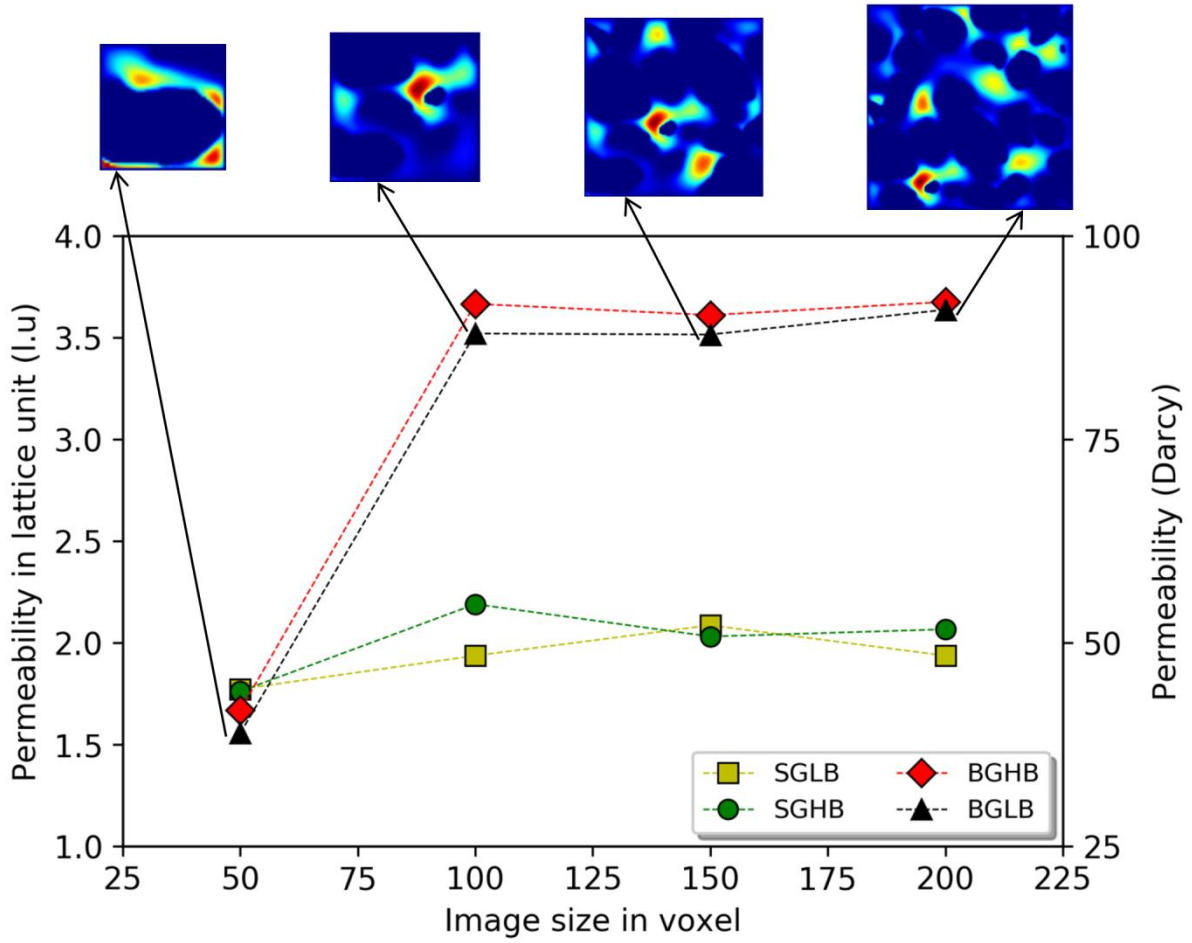 4.0
3.5
3.0
2.5
2.0
1.5
1.0
Permeability in lattice unit (l.u)
100
75
50
25
Permeability (Darcy)
SGLB
SGHB
BGHB
BGLB
25 50 75 100 125 150 175 200 225
Image size in voxel